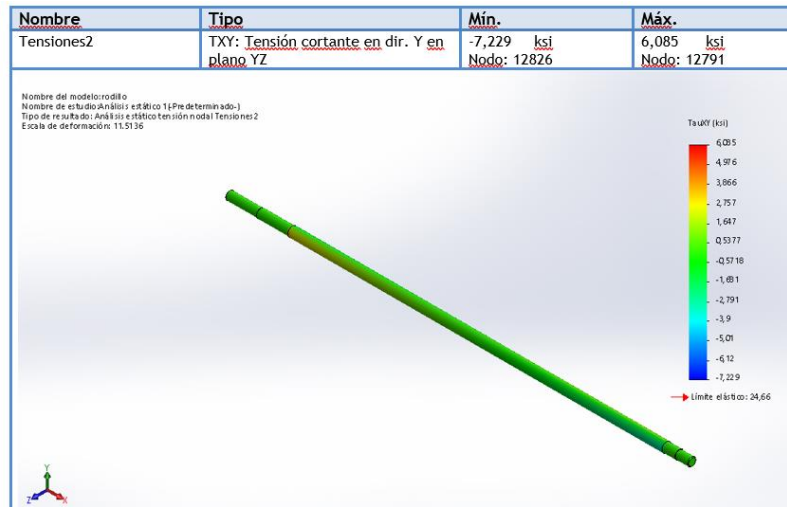 Nombre Tipo Mín. Máx.
Tensiones2 TXY: Tensión cortante en dir. Y en plano YZ -7,229 ksi Nodo: 12826 6,085 ksi Nodo: 12791
Nombre del modelo:rodillo
Nombre de estudio:Análisis estático 1(-Predeterminado-)
Tipo de resultado: Análisis estático tensión nodal Tensiones2
Escala de deformación: 11.5136
TauXY (ksi)
6,085
4,976
3,866
2,757
1,647
0,5377
-0,5718
-1,681
-2,791
-3,9
-5,01
-6,12
-7,229
Límite elástico: 24,66
Y
Z
X